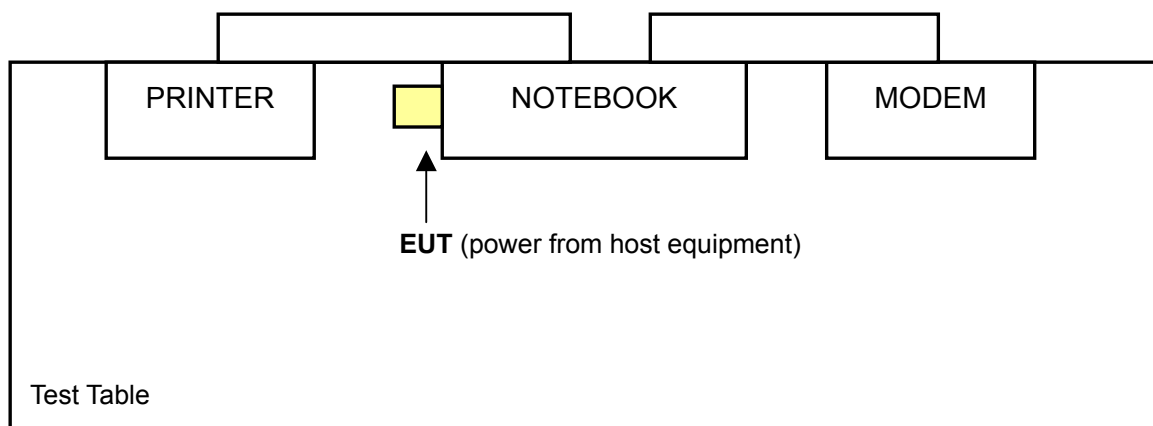 PRINTER
NOTEBOOK
MODEM
EUT (power from host equipment)
Test Table